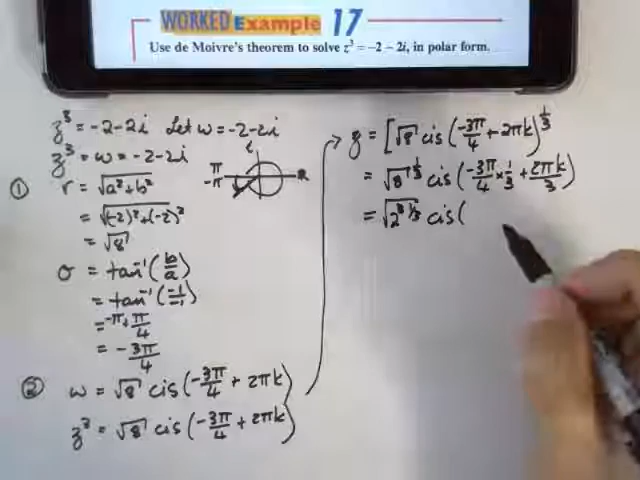 WORKED Example 17
Use de Moivre's theorem to solve z³ = −2 − 2i, in polar form.
z³ = -2-2i Let w = -2-2i
z³ = w = -2-2i
① r = √(a²+b²)
= √((-2)²+(-2)²)
= √8
π
-π
i
R
σ = tan⁻¹(b/a)
= tan⁻¹(-1/-1)
= -π + π/4
= -3π/4
② w = √8 cis(-3π/4 + 2πk)
z³ = √8 cis(-3π/4 + 2πk)
z = [√8 cis(-3π/4 + 2πk)^1/3
= √8^1/3 cis(-3π/4 × 1/3 + 2πk/3)
= √2³^1/3 cis(